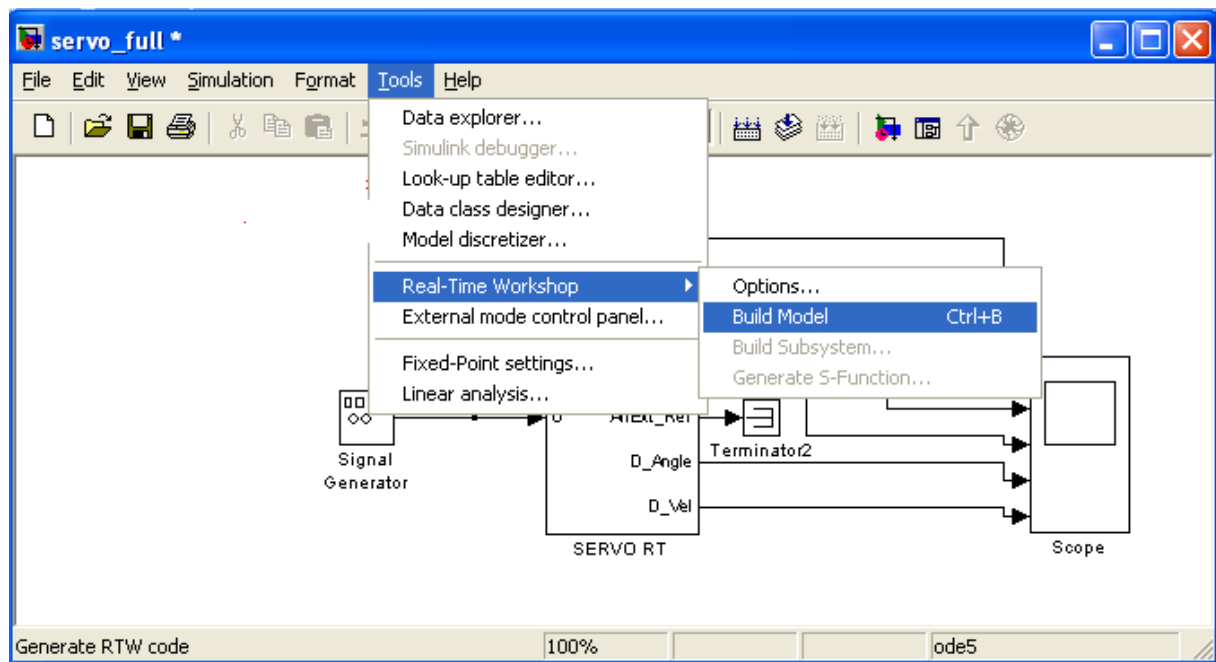 servo_full *
File Edit View Simulation Format Tools Help
Data explorer...
Simulink debugger...
Look-up table editor...
Data class designer...
Model discretizer...
Real-Time Workshop
External mode control panel...
Fixed-Point settings...
Linear analysis...
Options...
Build Model Ctrl+B
Build Subsystem...
Generate S-Function...
Signal
Generator
D_Angle
D_Vel
SERVO RT
Terminator2
Scope
Generate RTW code 100% ode5